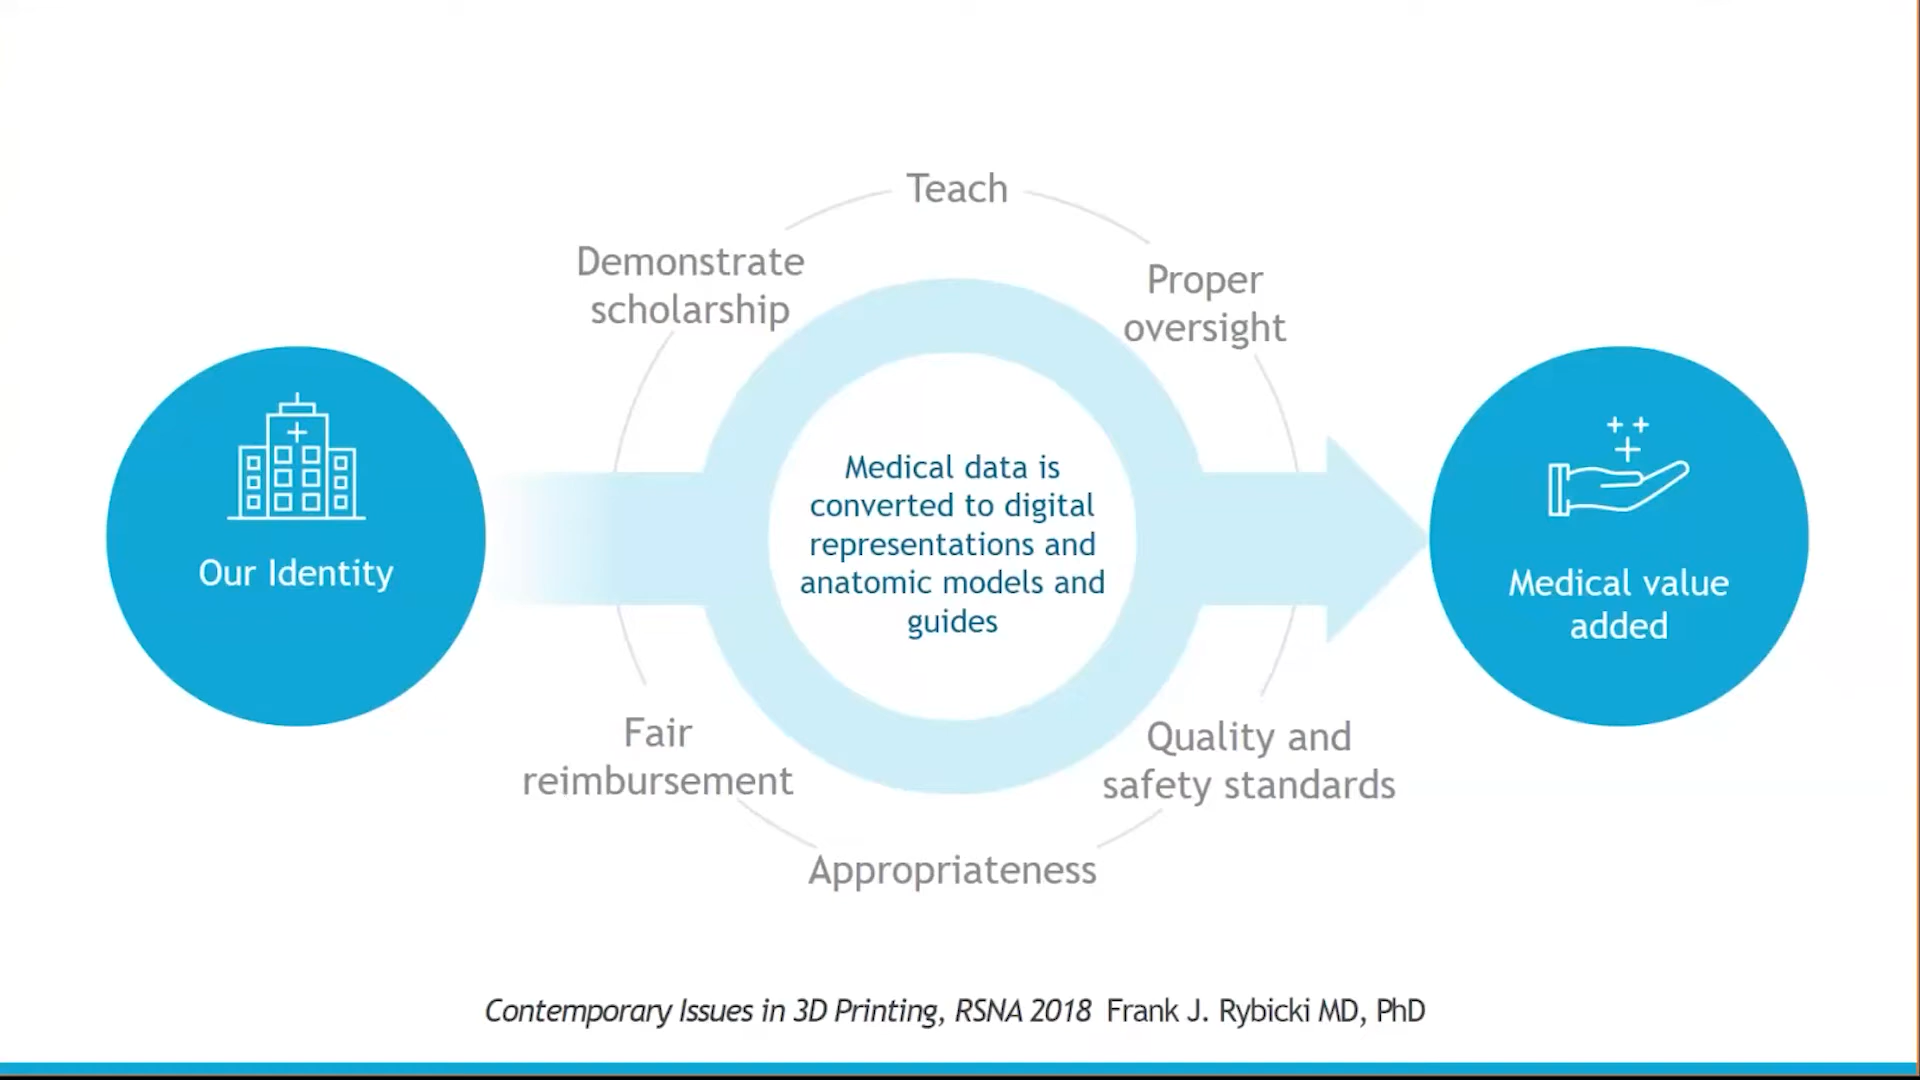 Teach
Demonstrate
scholarship
Proper
oversight
Our Identity
Medical data is
converted to digital
representations and
anatomic models and
guides
Medical value
added
Fair
reimbursement
Quality and
safety standards
Appropriateness
Contemporary Issues in 3D Printing, RSNA 2018 Frank J. Rybicki MD, PhD